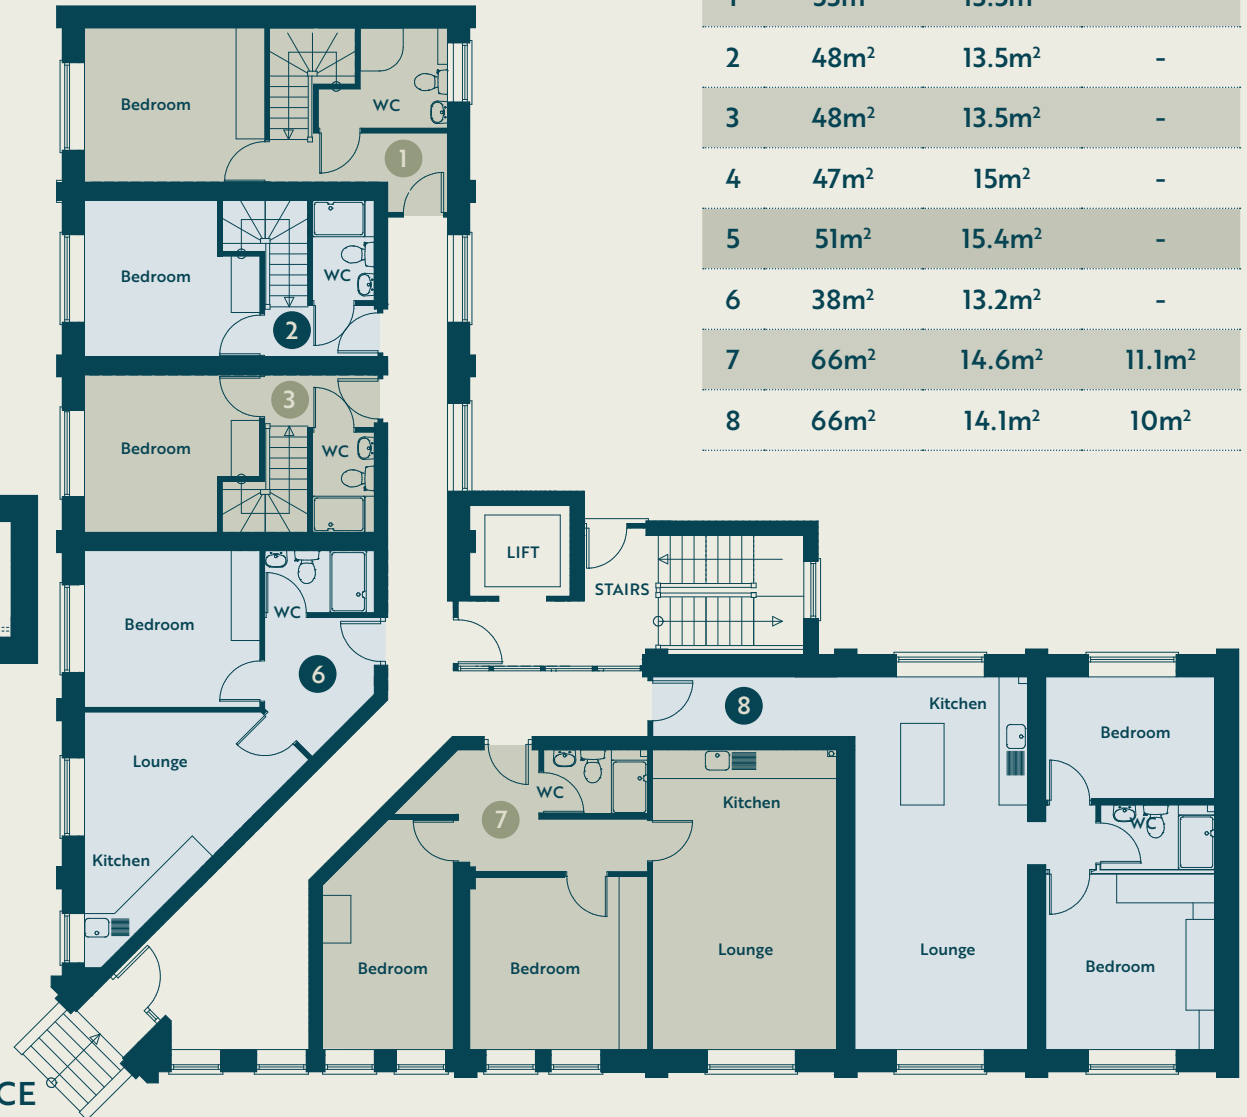 2 48m² 13.5m² -
3 48m² 13.5m² -
4 47m² 15m² -
5 51m² 15.4m² -
6 38m² 13.2m² -
7 66m² 14.6m² 11.1m²
8 66m² 14.1m² 10m²
Bedroom
WC
1
Bedroom
WC
2
3
Bedroom
WC
LIFT
STAIRS
Bedroom
WC
6
Lounge
Kitchen
8
Kitchen
Bedroom
WC
7
WC
Kitchen
Lounge
Lounge
Bedroom
Bedroom
Bedroom
CE